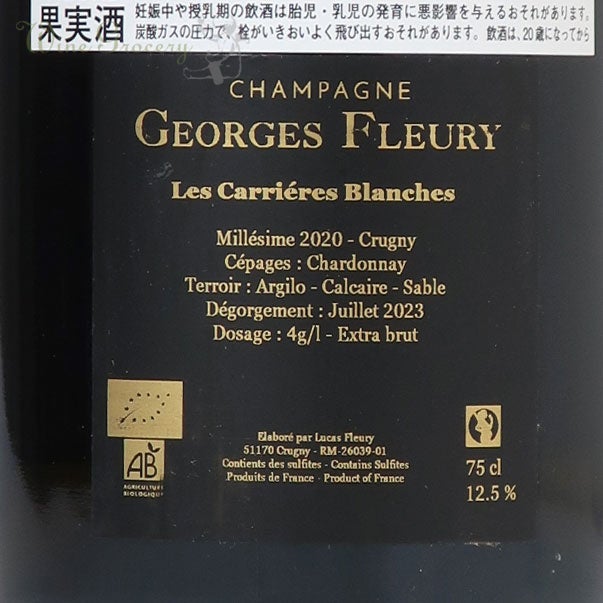 果実酒
妊娠中や授乳期の飲酒は胎児・乳児の発育に悪影響を与えるおそれがあります。
炭酸ガスの圧力で、栓がいきおいよく飛び出すおそれがあります。飲酒は、20歳になってから
Wine Grocery
CHAMPAGNE
GEORGES FLEURY
Les Carriéres Blanches
Millésime 2020 - Crugny
Cépages : Chardonnay
Terroir : Argilo - Calcaire - Sable
Dégorgement : Juillet 2023
Dosage : 4g/l - Extra brut
AB
AGRICULTURE
BIOLOGIQUE
Elaboré par Lucas Fleury
51170 Crugny - RM-26039-01
Contients des sulfites - Contains Sulfites
Produits de France - Product of France
75 cl
12.5 %